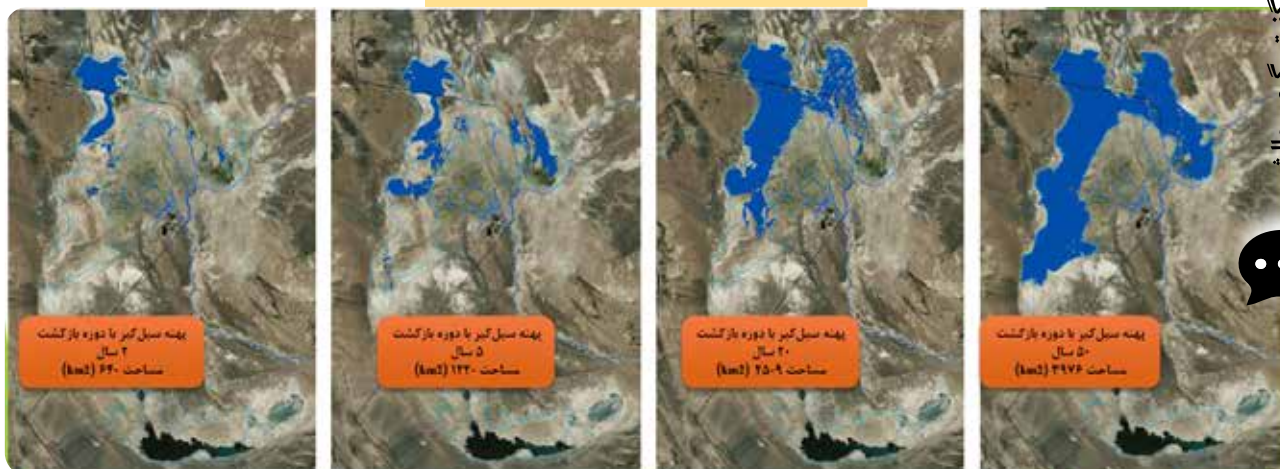 پهنه سیل‌گیر با دوره بازگشت
۲ سال
مساحت ۶۴۰ (km2)
پهنه سیل‌گیر با دوره بازگشت
۵ سال
مساحت ۱۲۲۰ (km2)
پهنه سیل‌گیر با دوره بازگشت
۲۰ سال
مساحت ۲۵۰۹ (km2)
پهنه سیل‌گیر با دوره بازگشت
۵۰ سال
مساحت ۳۹۷۶ (km2)